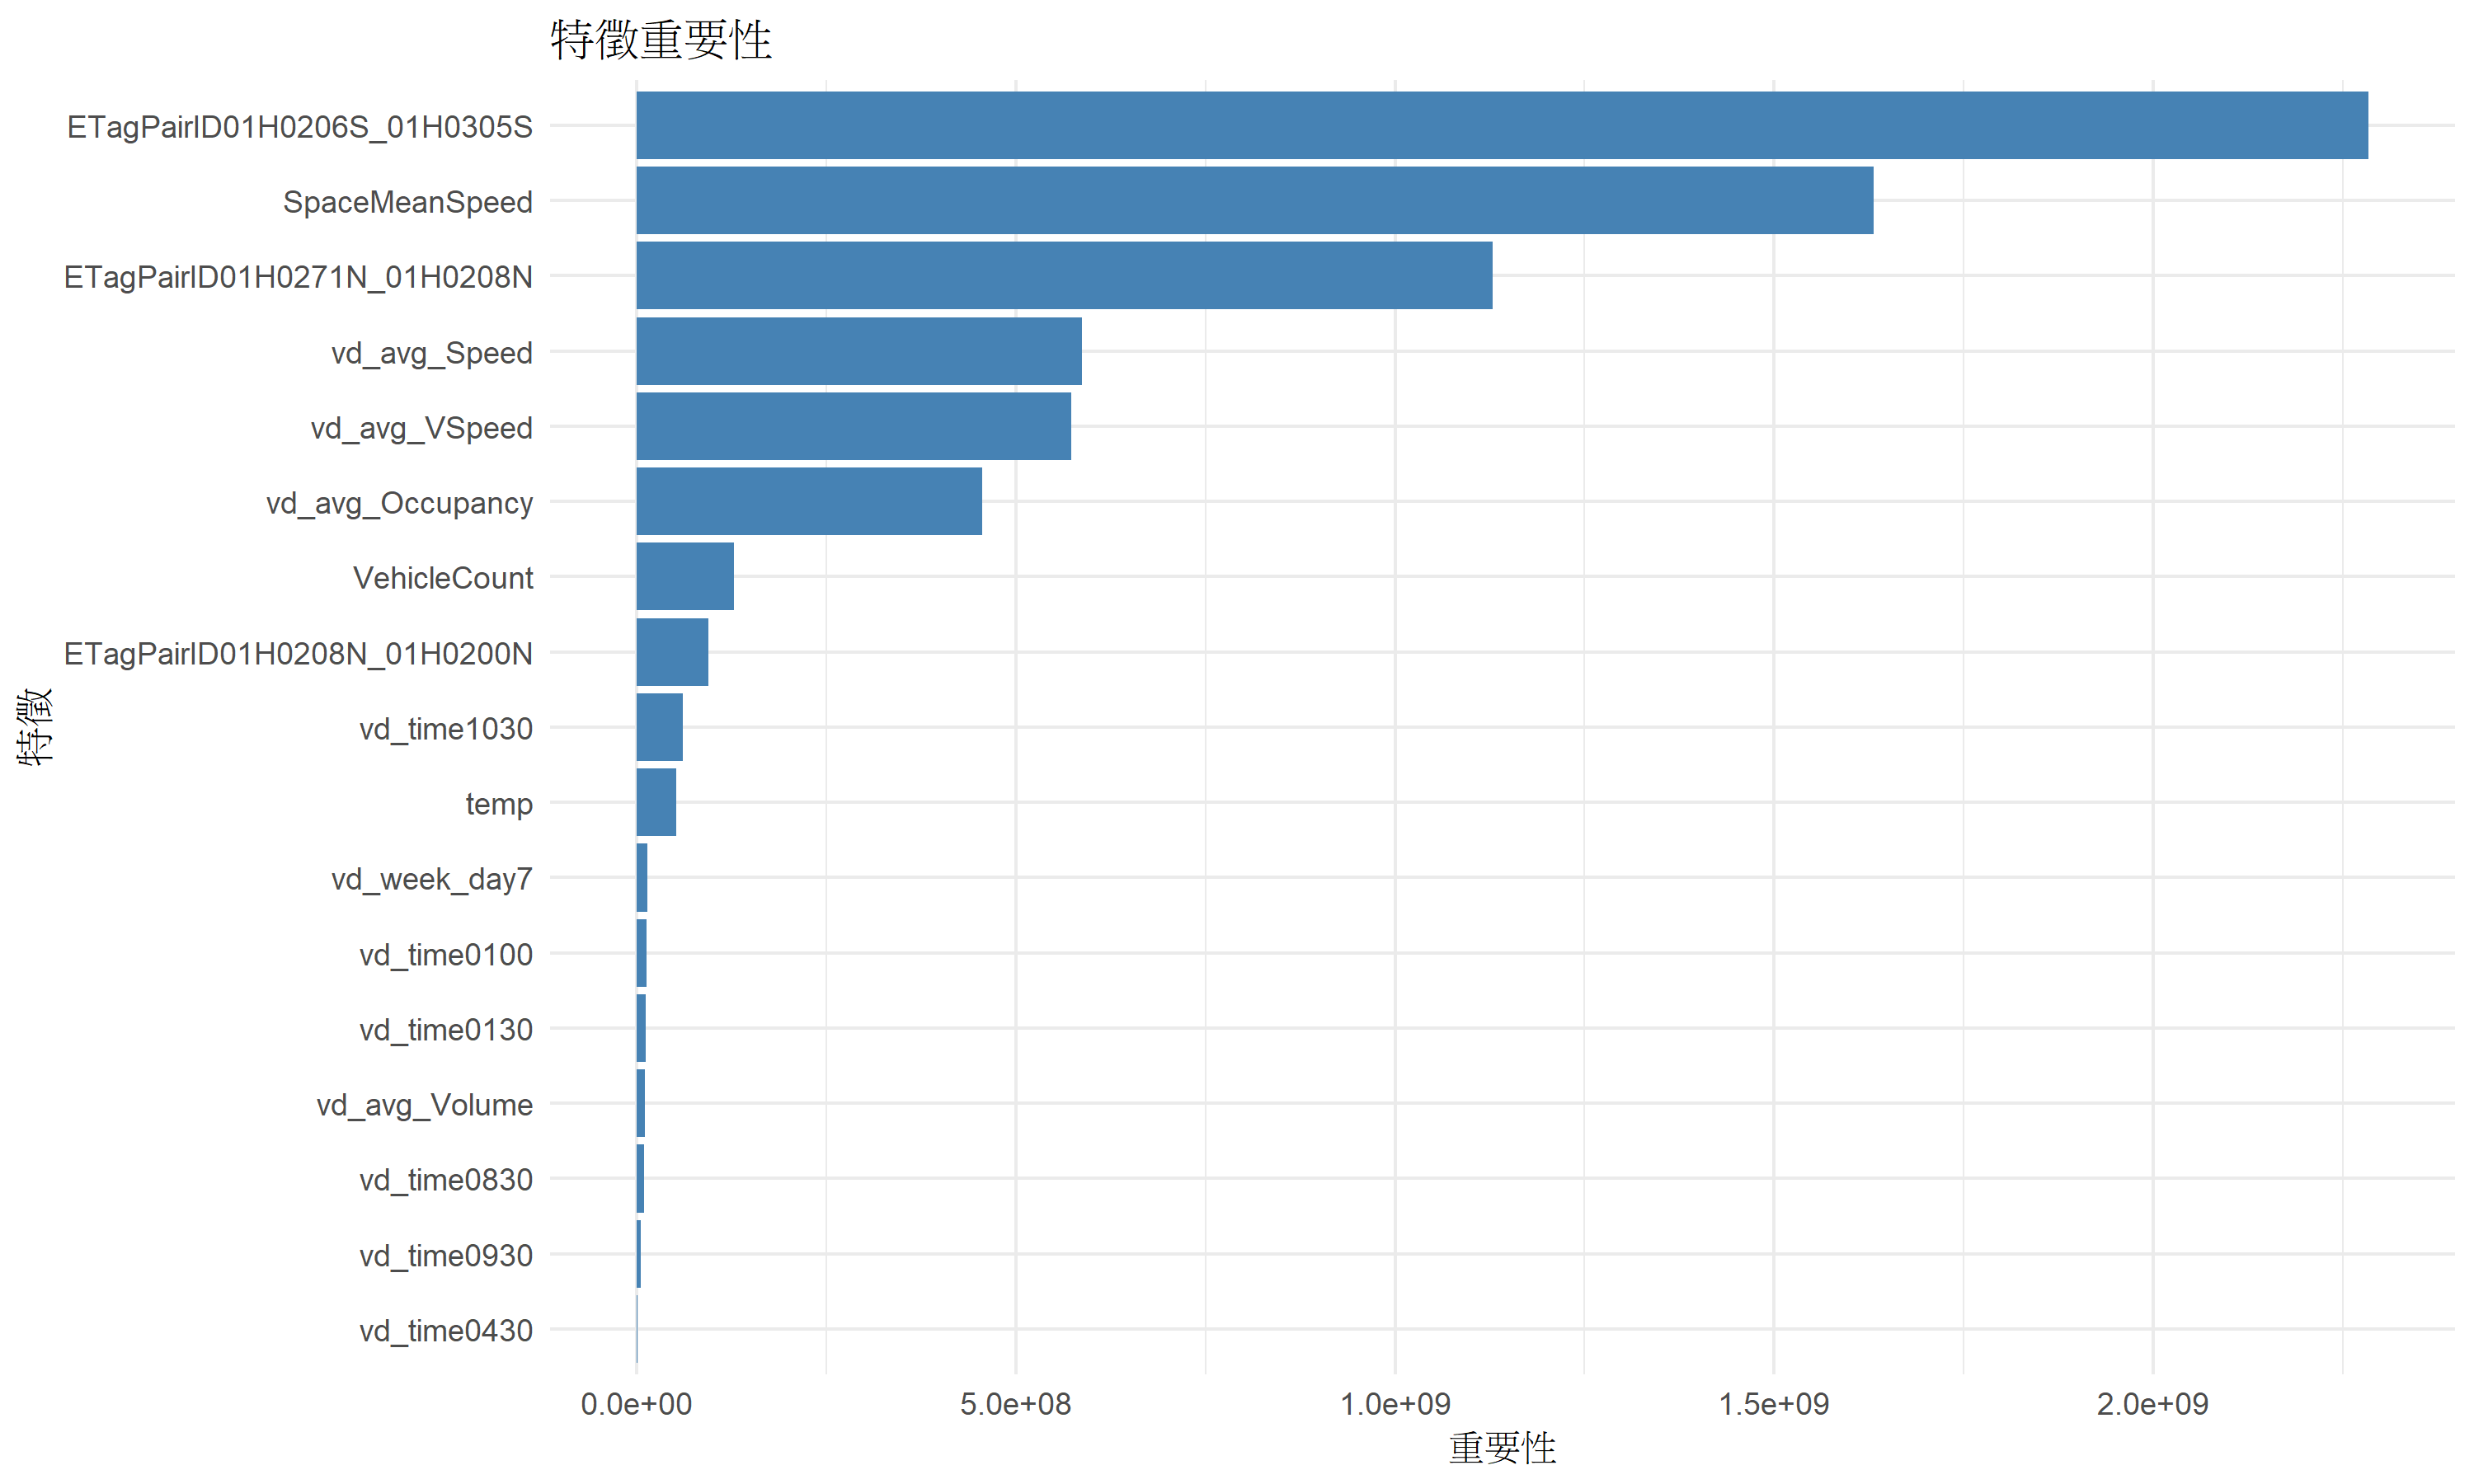 特徵重要性
ETagPairID01H0206S_01H0305S
SpaceMeanSpeed
ETagPairID01H0271N_01H0208N
vd_avg_Speed
vd_avg_VSpeed
vd_avg_Occupancy
VehicleCount
ETagPairID01H0208N_01H0200N
vd_time1030
temp
vd_week_day7
vd_time0100
vd_time0130
vd_avg_Volume
vd_time0830
vd_time0930
vd_time0430
特徵
0.0e+00 5.0e+08 1.0e+09 1.5e+09 2.0e+09
重要性